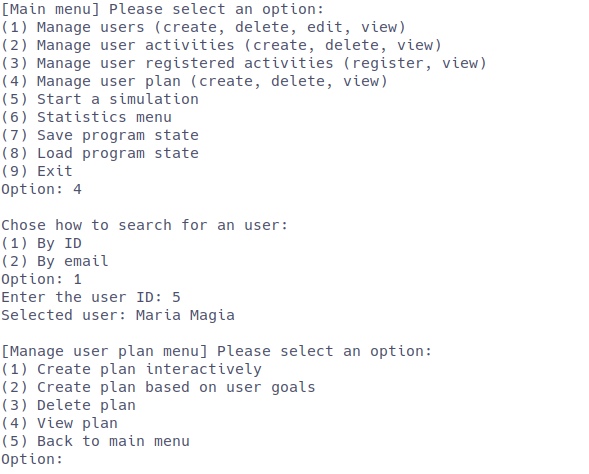 [Main menu] Please select an option:
(1) Manage users (create, delete, edit, view)
(2) Manage user activities (create, delete, view)
(3) Manage user registered activities (register, view)
(4) Manage user plan (create, delete, view)
(5) Start a simulation
(6) Statistics menu
(7) Save program state
(8) Load program state
(9) Exit
Option: 4
Chose how to search for an user:
(1) By ID
(2) By email
Option: 1
Enter the user ID: 5
Selected user: Maria Magia
[Manage user plan menu] Please select an option:
(1) Create plan interactively
(2) Create plan based on user goals
(3) Delete plan
(4) View plan
(5) Back to main menu
Option: